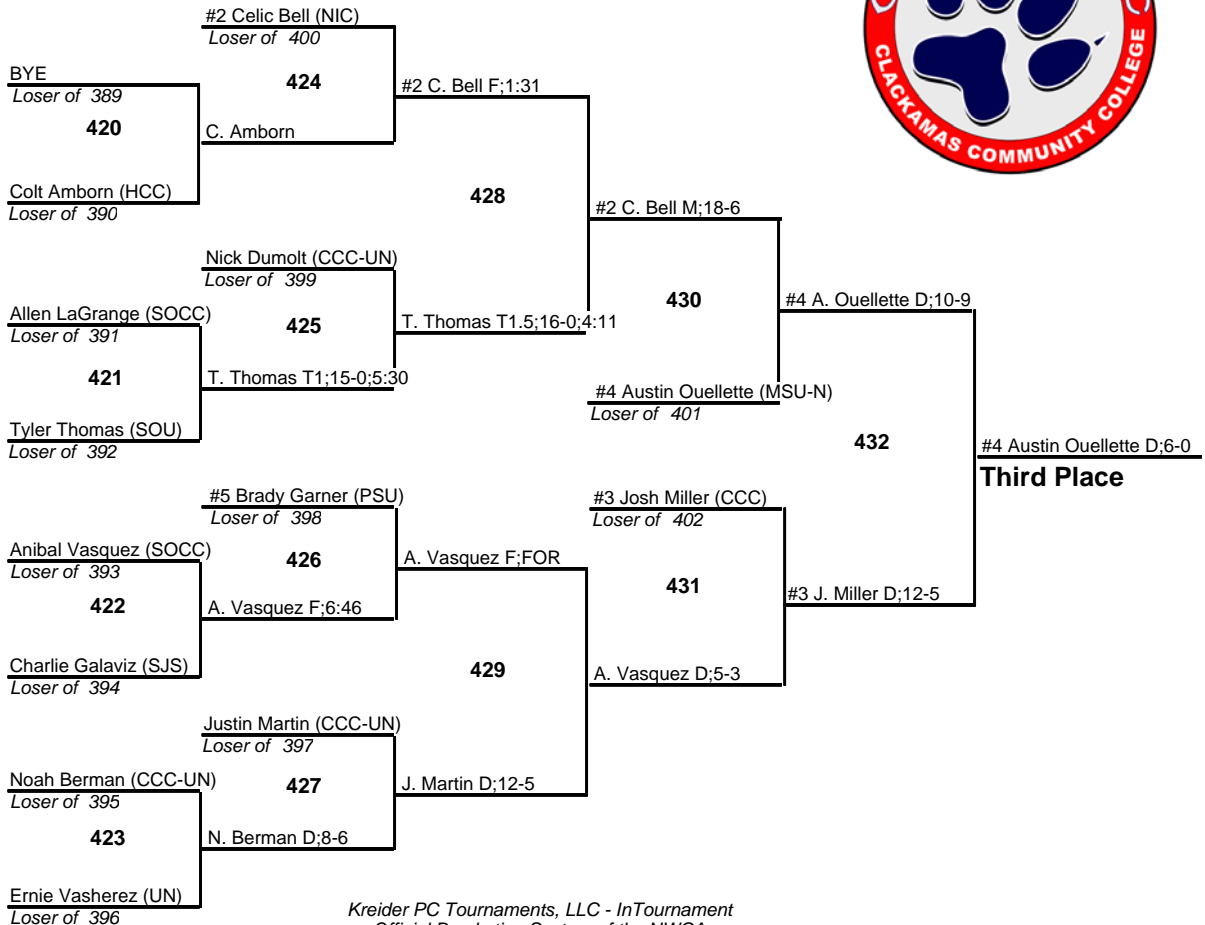 #2 Celic Bell (NIC)
Loser of 400
BYE
Loser of 389
424
#2 C. Bell F;1:31
420
C. Amborn
Colt Amborn (HCC)
Loser of 390
428
#2 C. Bell M;18-6
Nick Dumolt (CCC-UN)
Loser of 399
Allen LaGrange (SOCC)
Loser of 391
425
T. Thomas T1.5;16-0;4:11
430
#4 A. Ouellette D;10-9
421
T. Thomas T1;15-0;5:30
#4 Austin Ouellette (MSU-N)
Loser of 401
Tyler Thomas (SOU)
Loser of 392
432
#4 Austin Ouellette D;6-0
Third Place
#5 Brady Garner (PSU)
Loser of 398
#3 Josh Miller (CCC)
Loser of 402
Anibal Vasquez (SOCC)
Loser of 393
426
A. Vasquez F;FOR
431
#3 J. Miller D;12-5
422
A. Vasquez F;6:46
Charlie Galaviz (SJS)
Loser of 394
429
A. Vasquez D;5-3
Justin Martin (CCC-UN)
Loser of 397
Noah Berman (CCC-UN)
Loser of 395
427
J. Martin D;12-5
423
N. Berman D;8-6
Ernie Vasherez (UN)
Loser of 396
Kreider PC Tournaments, LLC - InTournament
CLACKAMAS COMMUNITY COLLEGE